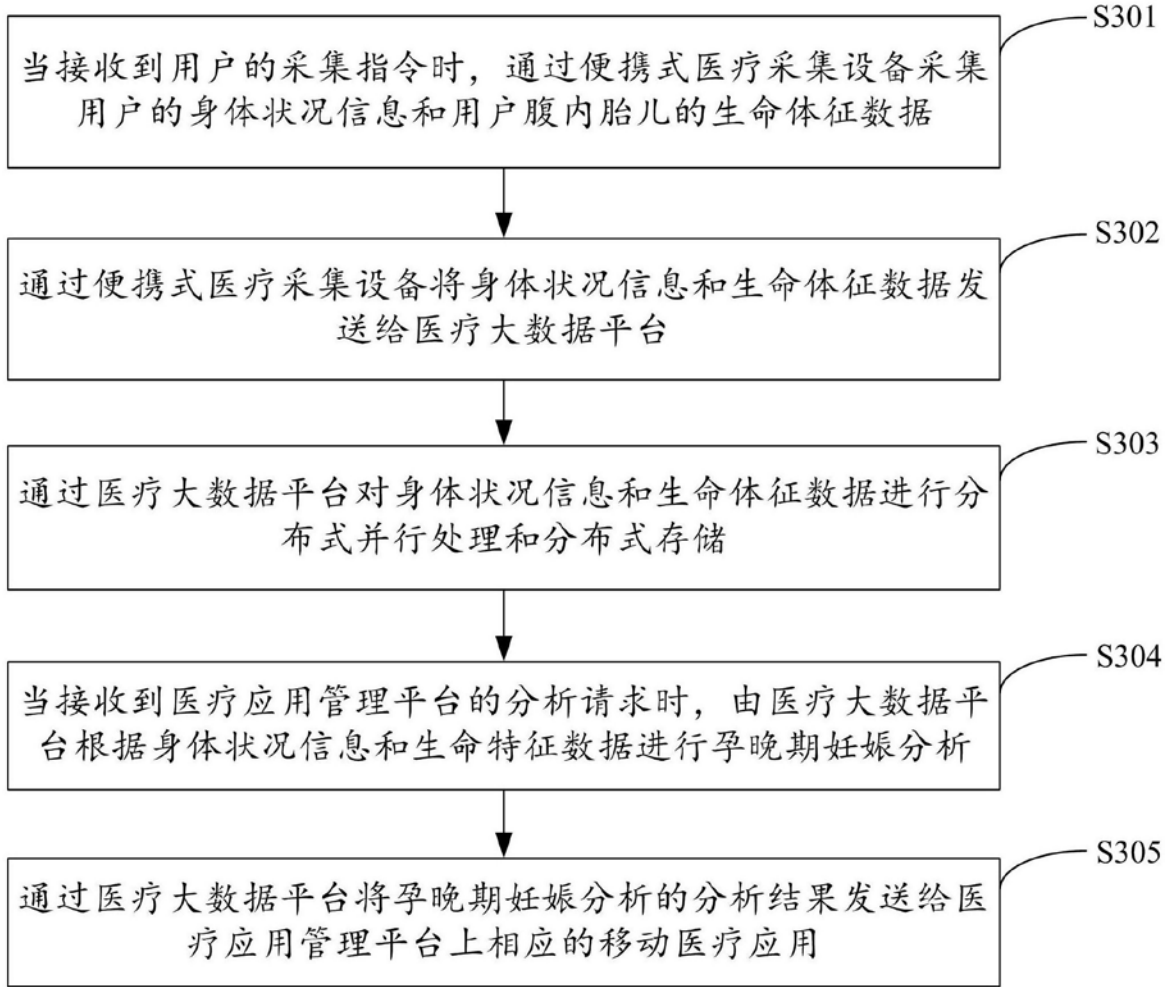 S301
当接收到用户的采集指令时，通过便携式医疗采集设备采集
用户的身体状况信息和用户腹内胎儿的生命体征数据
S302
通过便携式医疗采集设备将身体状况信息和生命体征数据发
送给医疗大数据平台
S303
通过医疗大数据平台对身体状况信息和生命体征数据进行分
布式并行处理和分布式存储
S304
当接收到医疗应用管理平台的分析请求时，由医疗大数据平
台根据身体状况信息和生命特征数据进行孕晚期妊娠分析
S305
通过医疗大数据平台将孕晚期妊娠分析的分析结果发送给医
疗应用管理平台上相应的移动医疗应用